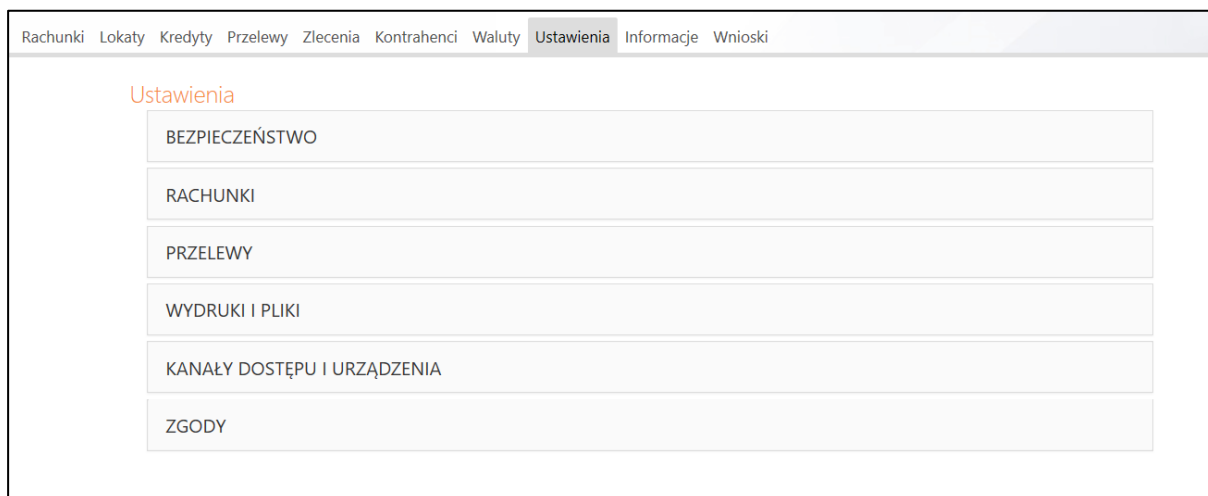 Rachunki Lokaty Kredyty Przelewy Zlecenia Kontrahenci Waluty Ustawienia Informacje Wnioski
Ustawienia
BEZPIECZEŃSTWO
RACHUNKI
PRZELEWY
WYDRUKI I PLIKI
KANAŁY DOSTĘPU I URZĄDZENIA
ZGODY